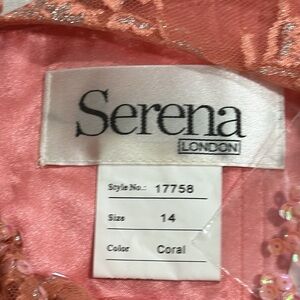 Serena
LONDON
Style No.: 17758
Size 14
Color Coral